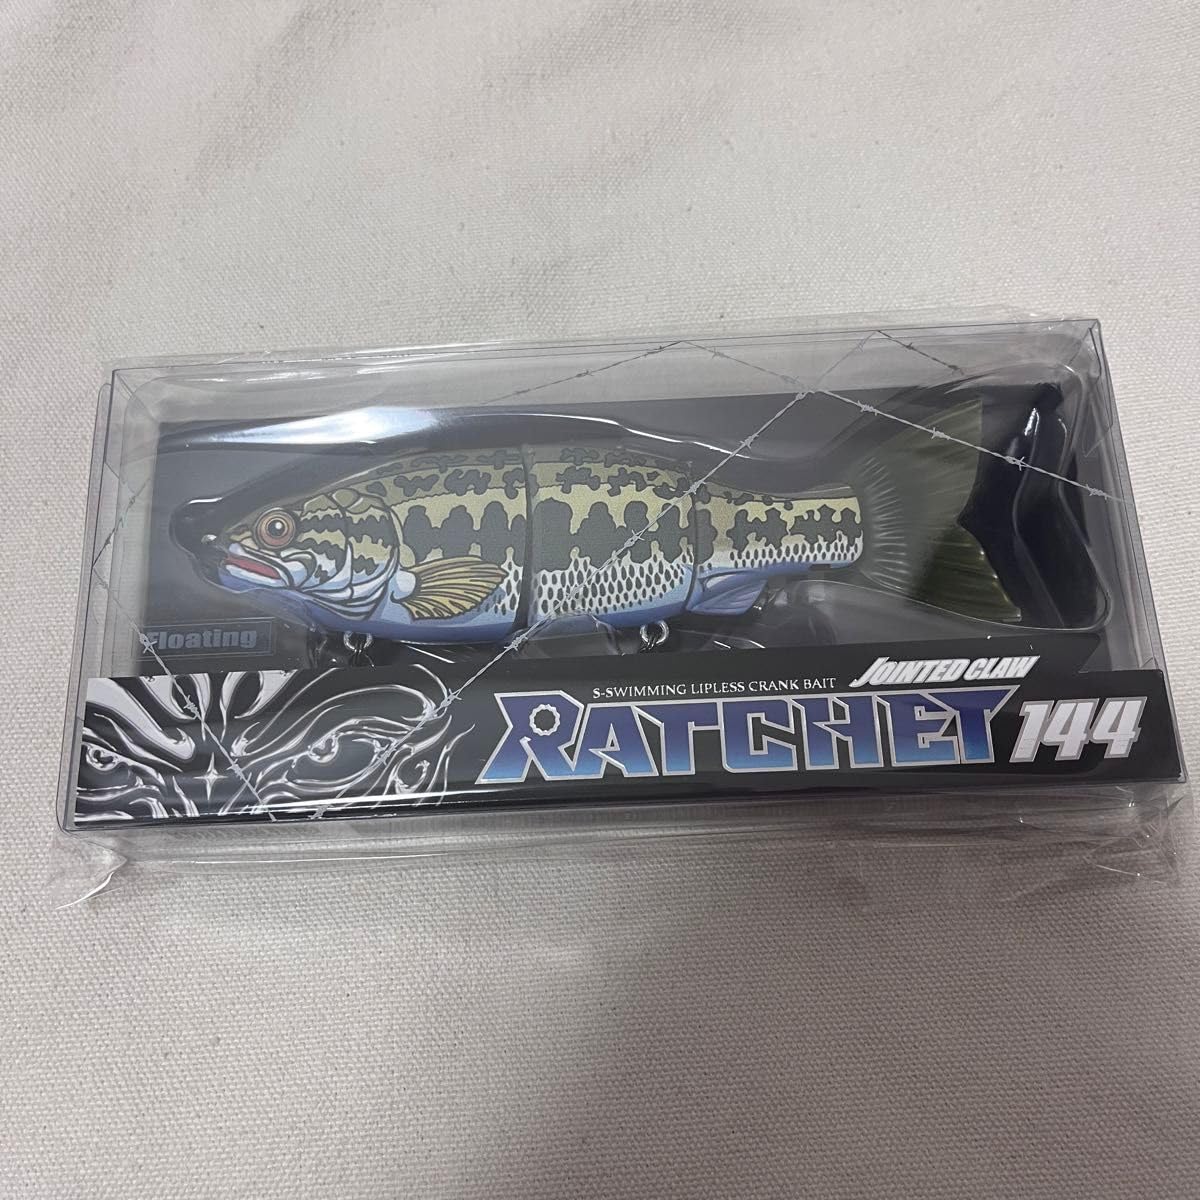 Floating
S-SWIMMING LIPLESS CRANK BAIT JOINTED CLAW
RATCHET 144